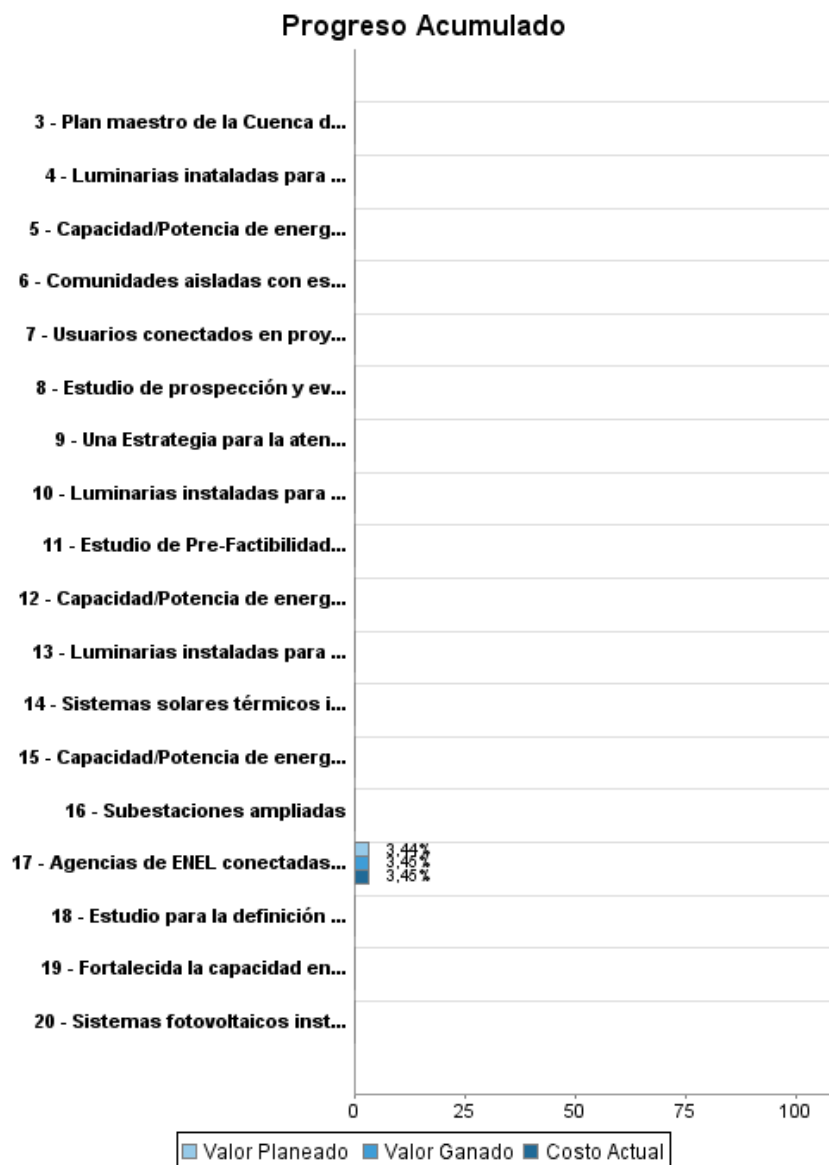 Progreso Acumulado
3 - Plan maestro de la Cuenca d...
4 - Luminarias inataladas para ...
5 - Capacidad/Potencia de energ...
6 - Comunidades aisladas con es...
7 - Usuarios conectados en proy...
8 - Estudio de prospección y ev...
9 - Una Estrategia para la aten...
10 - Luminarias instaladas para ...
11 - Estudio de Pre-Factibilidad...
12 - Capacidad/Potencia de energ...
13 - Luminarias instaladas para ...
14 - Sistemas solares térmicos i...
15 - Capacidad/Potencia de energ...
16 - Subestaciones ampliadas
3,44%
17 - Agencias de ENEL conectadas... 3,45%
3,45%
18 - Estudio para la definición ...
19 - Fortalecida la capacidad en...
20 - Sistemas fotovoltaicos inst...
0 25 50 75 100
Valor Planeado Valor Ganado Costo Actual